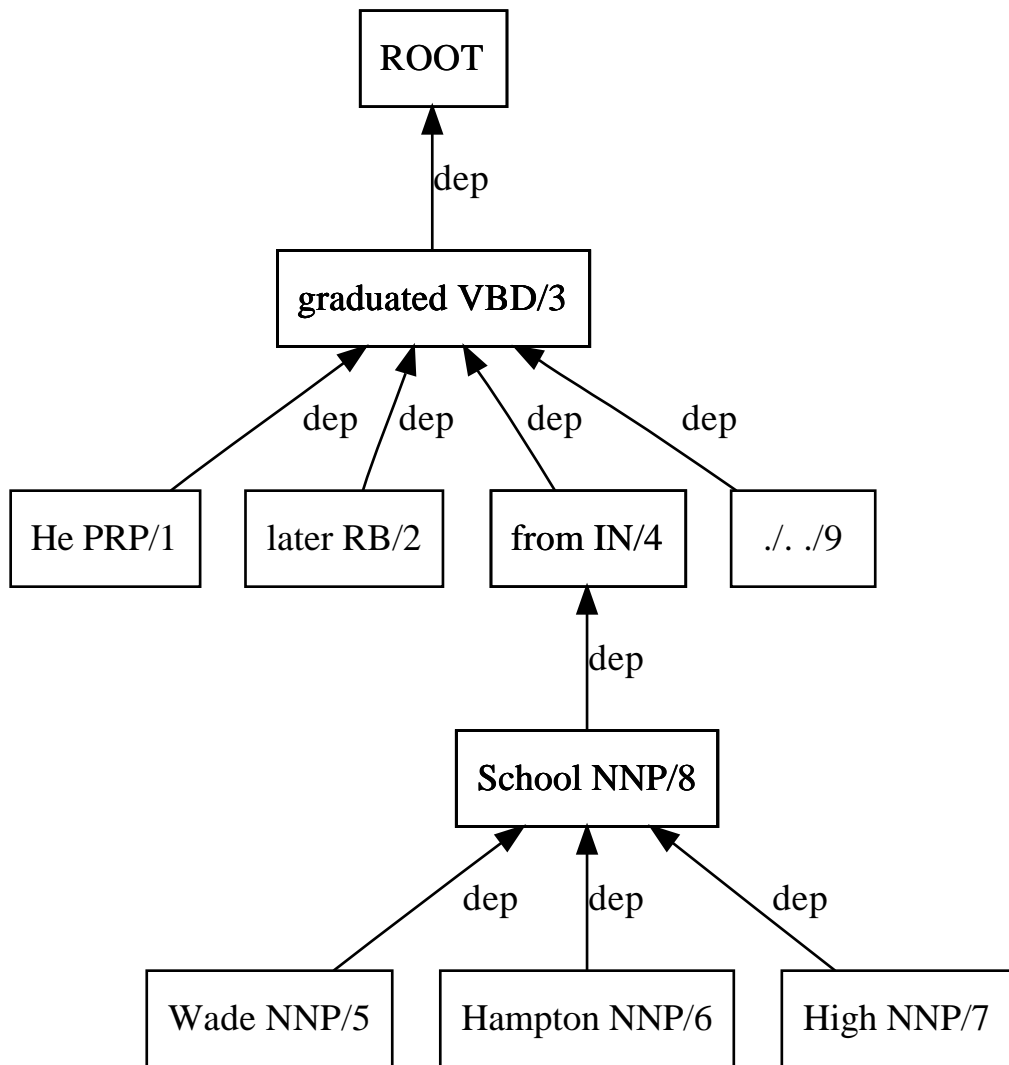 ROOT
dep
graduated VBD/3
dep dep dep dep
He PRP/1 later RB/2 from IN/4 ./. ./9
dep
School NNP/8
dep dep dep
Wade NNP/5 Hampton NNP/6 High NNP/7